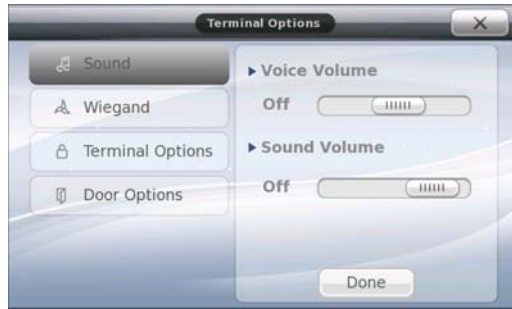 Terminal Options
Sound
Wiegand
Terminal Options
Door Options
Voice Volume
Off
Sound Volume
Off
Done